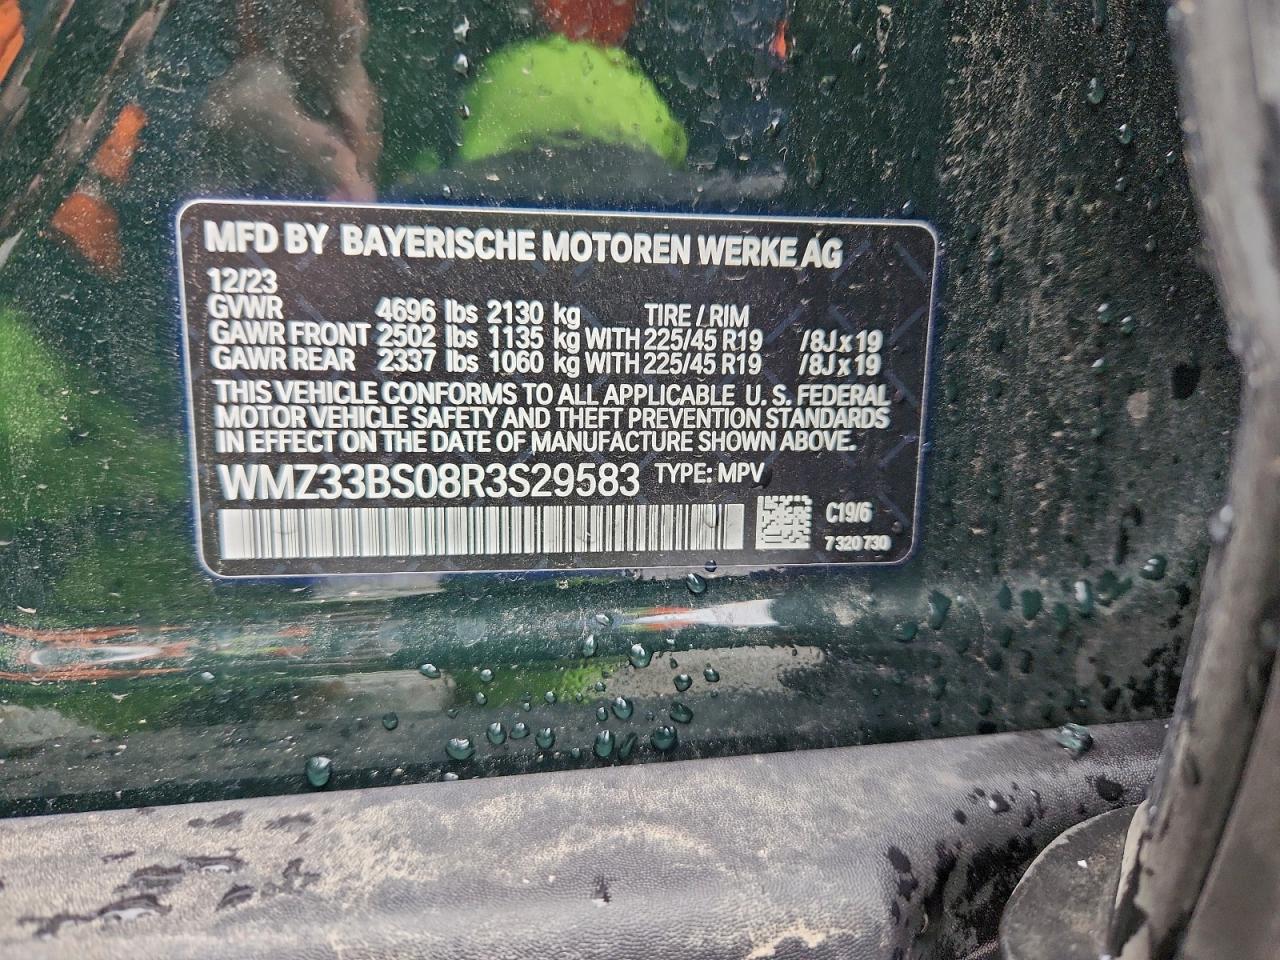 MFD BY BAYERISCHE MOTOREN WERKE AG
12/23
GVWR 4696 lbs 2130 kg TIRE / RIM
GAWR FRONT 2502 lbs 1135 kg WITH 225/45 R19 /8J x 19
GAWR REAR 2337 lbs 1060 kg WITH 225/45 R19 /8J x 19
THIS VEHICLE CONFORMS TO ALL APPLICABLE U. S. FEDERAL
MOTOR VEHICLE SAFETY AND THEFT PREVENTION STANDARDS
IN EFFECT ON THE DATE OF MANUFACTURE SHOWN ABOVE.
WMZ33BS08R3S29583 TYPE: MPV
C19/6
7 320 730